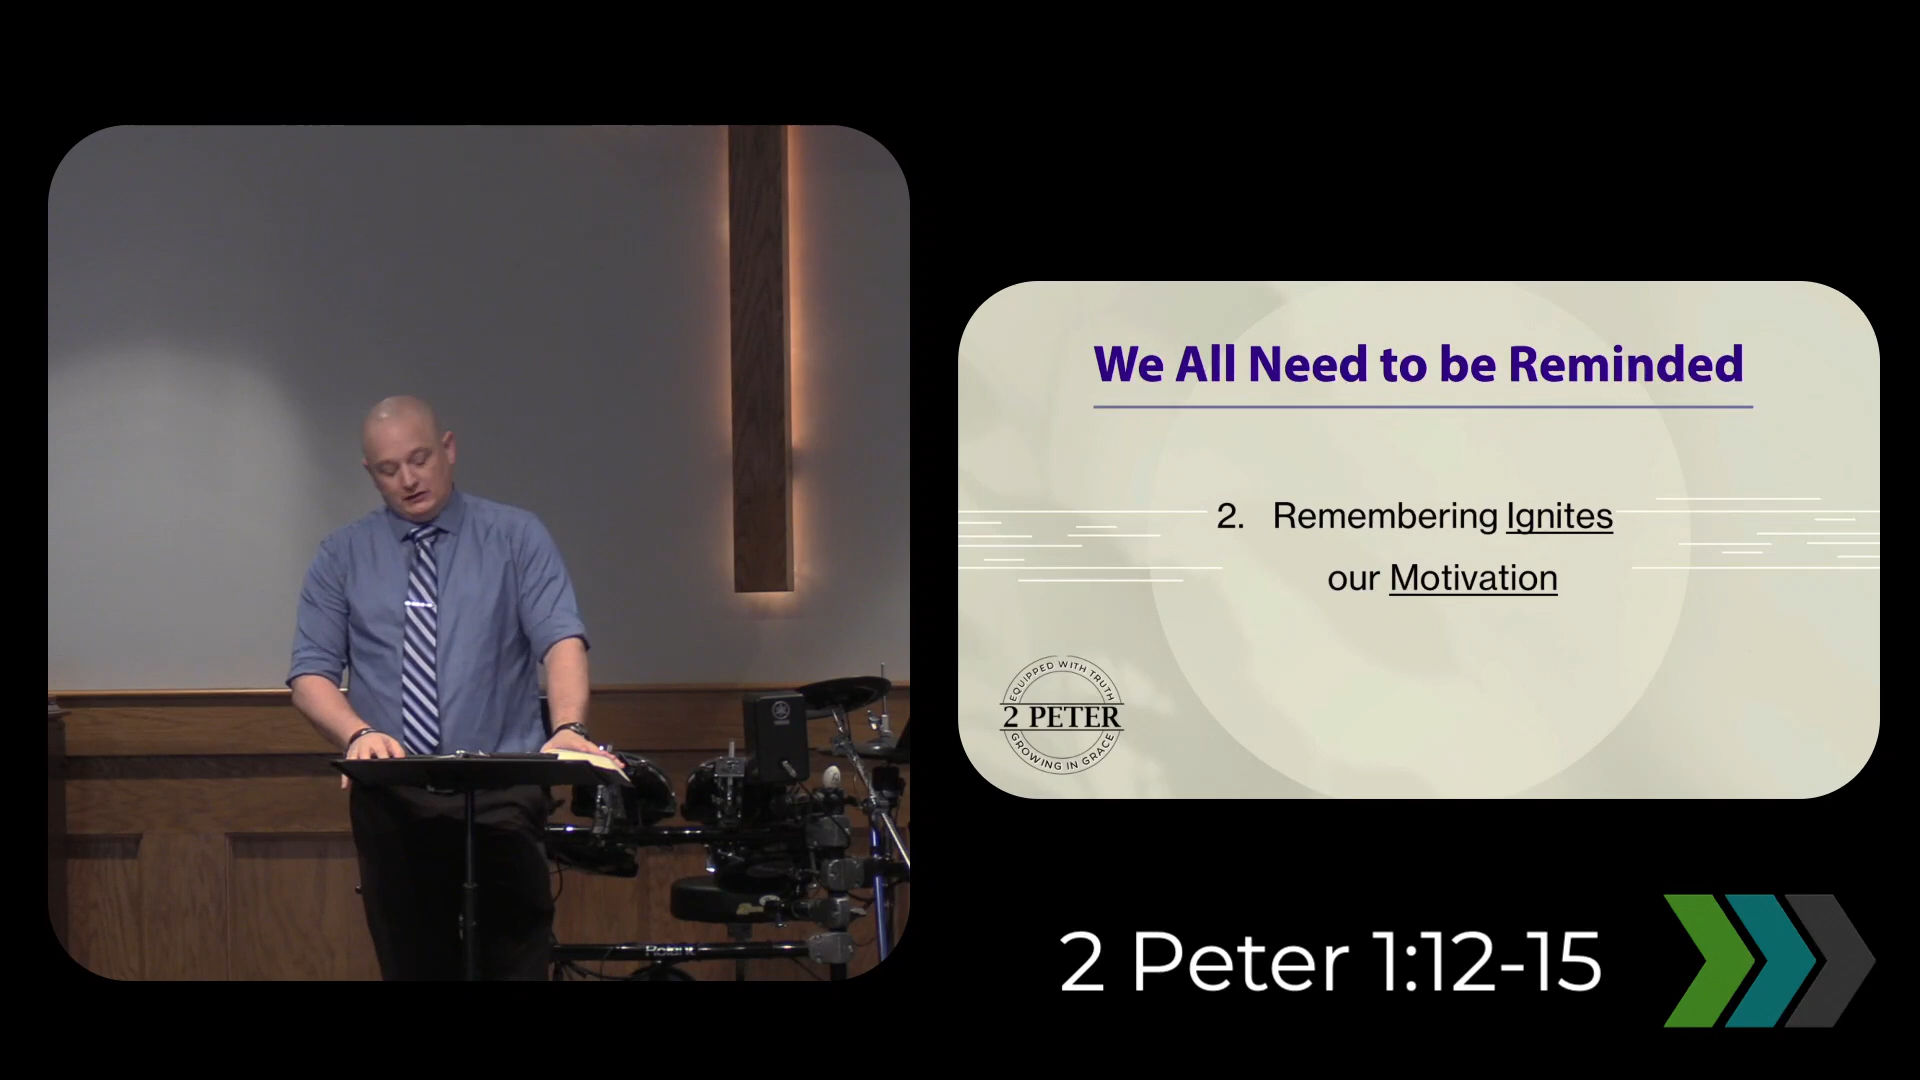 We All Need to be Reminded
2. Remembering Ignites
our Motivation
EQUIPPED WITH TRUTH
2 PETER
GROWING IN GRACE
2 Peter 1:12-15
Roland